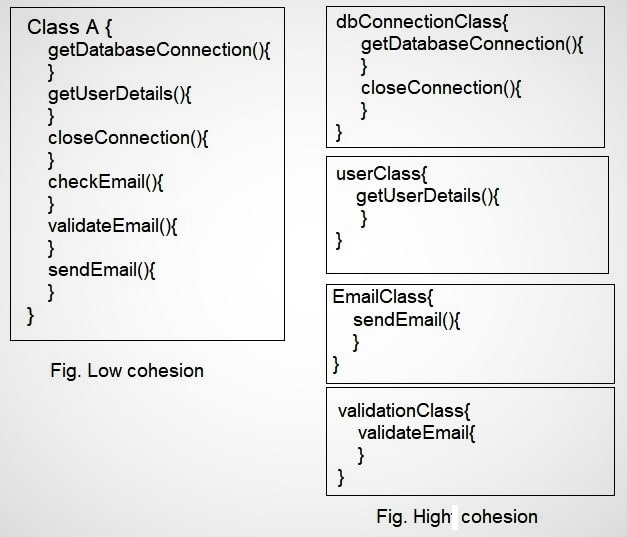 Class A {
getDatabaseConnection(){
}
getUserDetails(){
}
closeConnection(){
}
checkEmail(){
}
validateEmail(){
}
sendEmail(){
}
}
Fig. Low cohesion
dbConnectionClass{
getDatabaseConnection(){
}
closeConnection(){
}
}
userClass{
getUserDetails(){
}
}
EmailClass{
sendEmail(){
}
}
validationClass{
validateEmail{
}
}
Fig. High cohesion